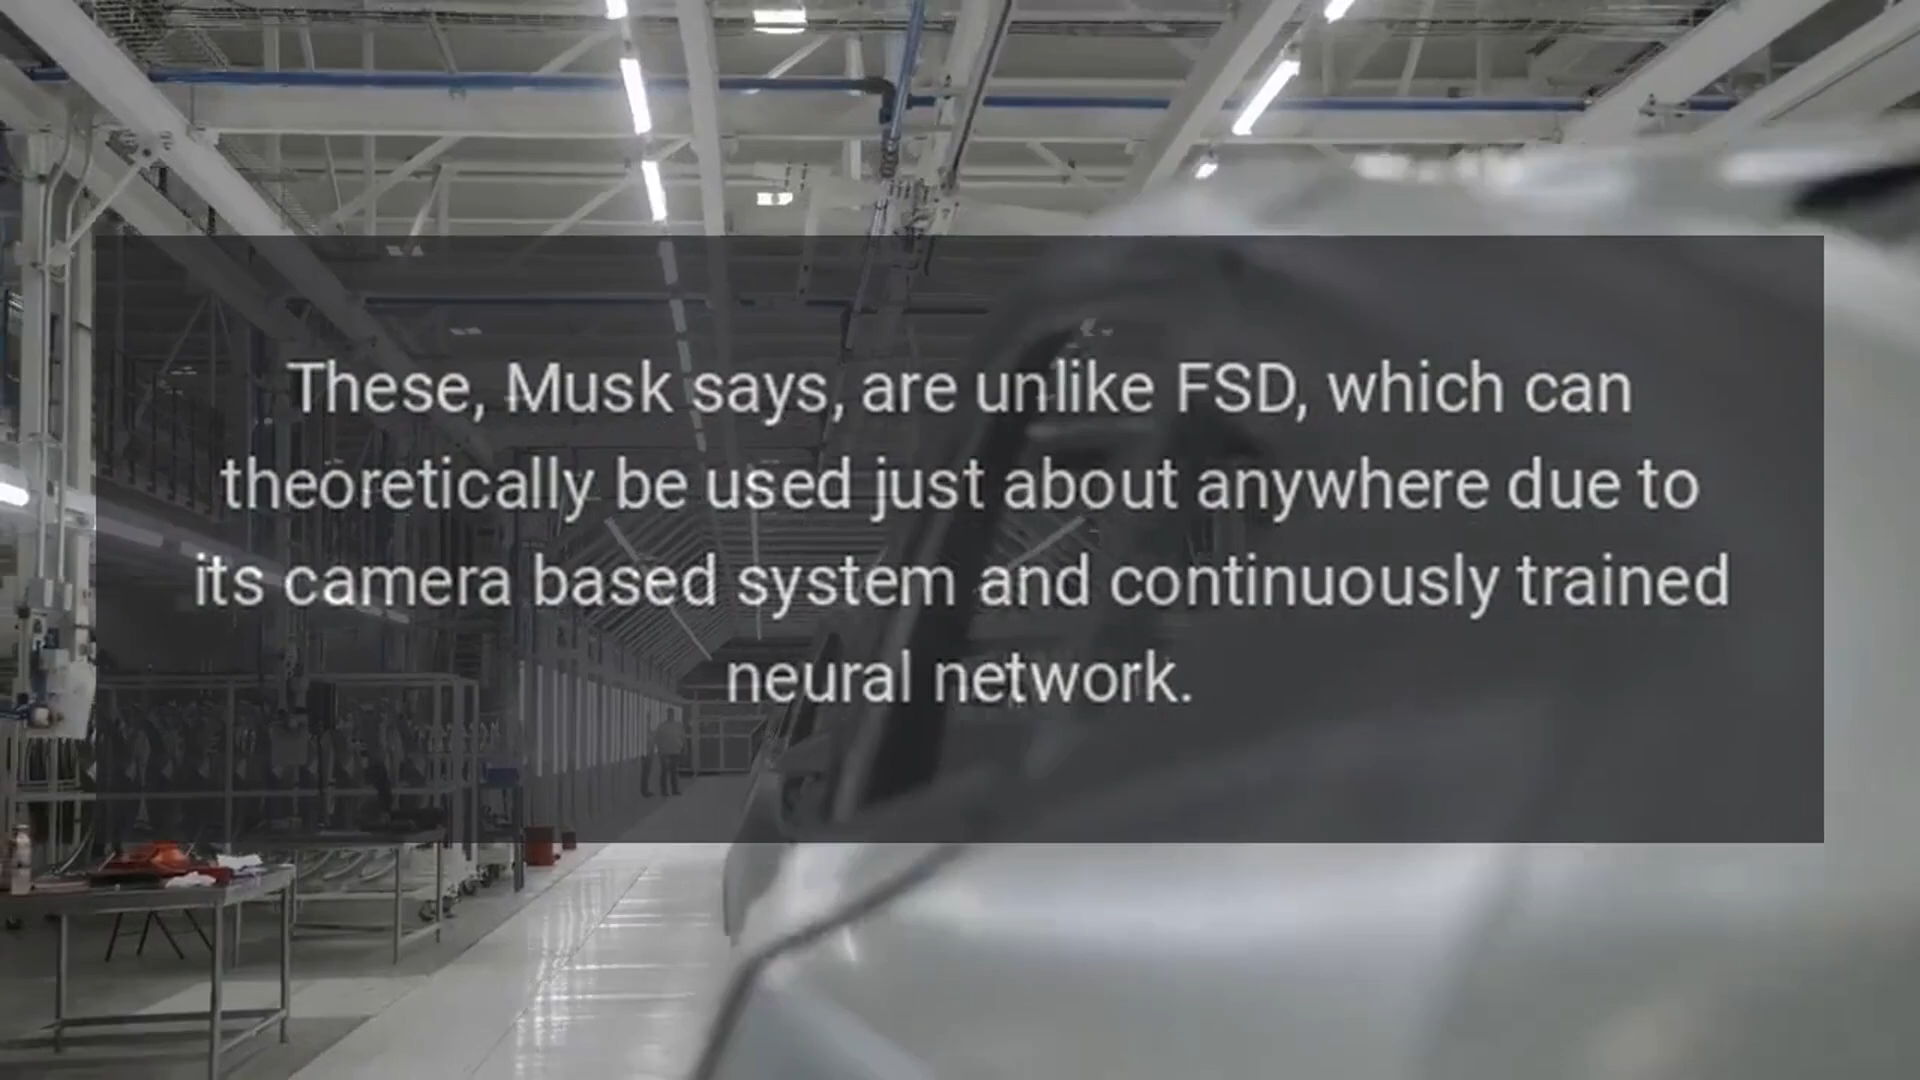 These, Musk says, are unlike FSD, which can
theoretically be used just about anywhere due to
its camera based system and continuously trained
neural network.